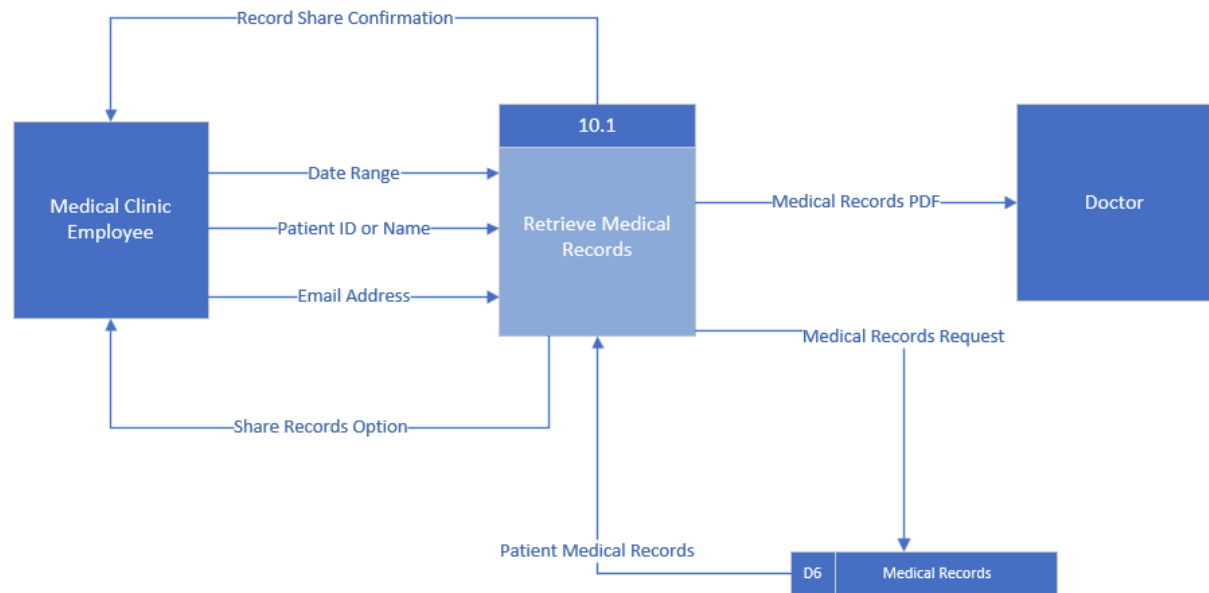 Record Share Confirmation
10.1
Date Range
Medical Clinic
Employee
Patient ID or Name
Retrieve Medical
Records
Medical Records PDF
Doctor
Email Address
Medical Records Request
Share Records Option
Patient Medical Records
D6
Medical Records